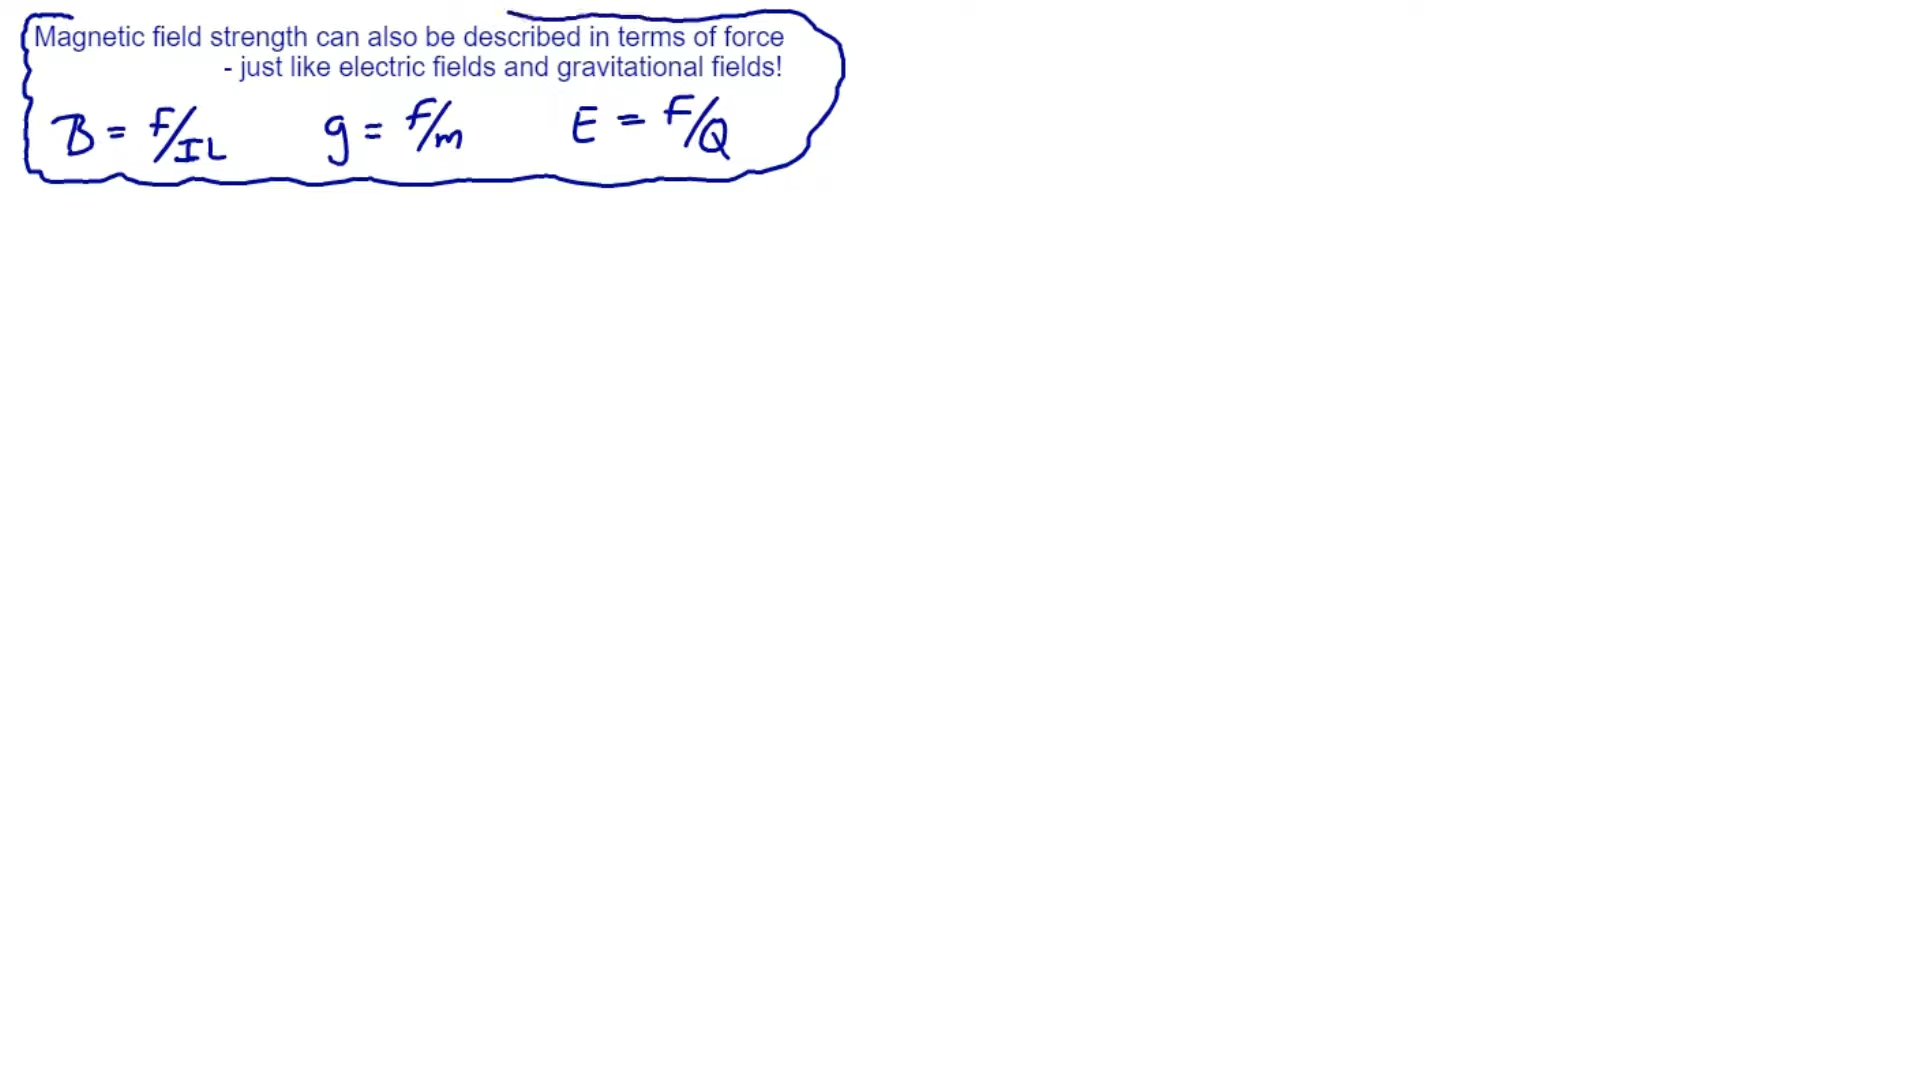 Magnetic field strength can also be described in terms of force
- just like electric fields and gravitational fields!
B = F/IL g = F/m E = F/Q